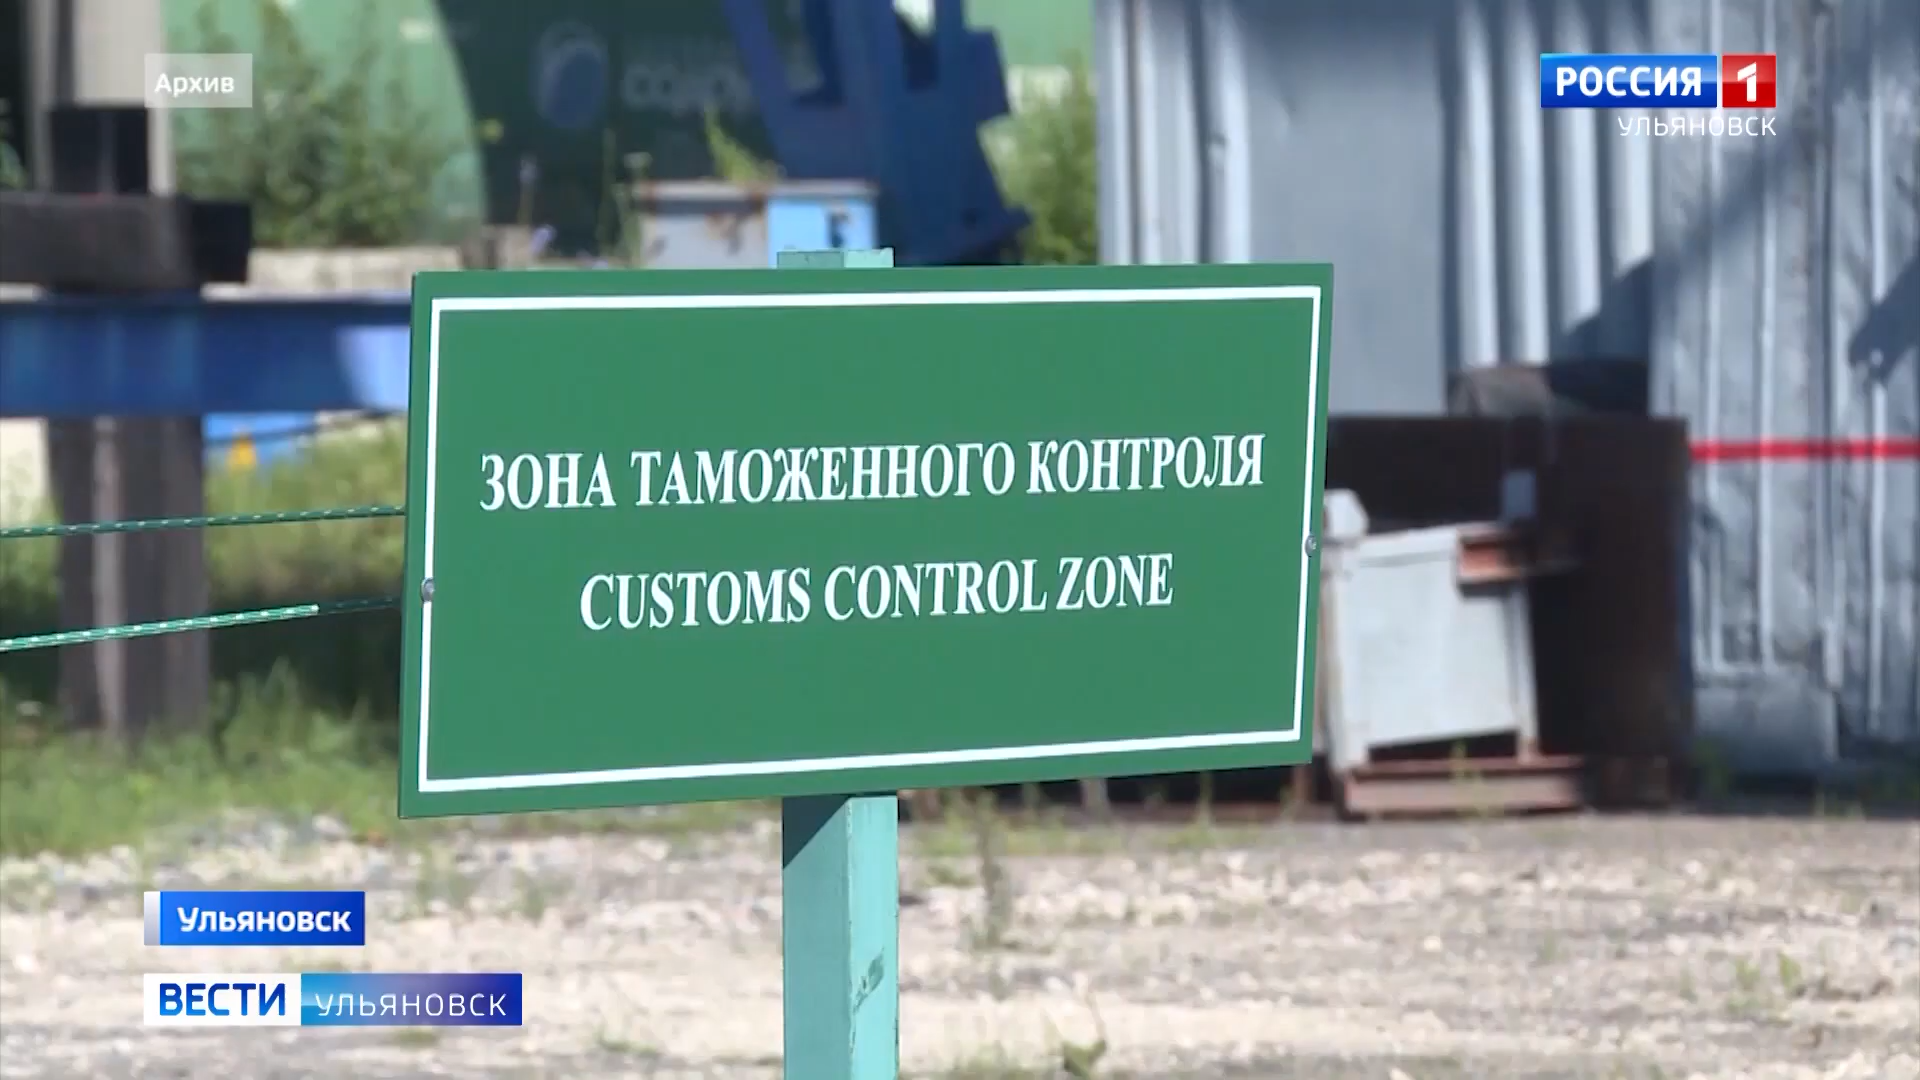 Архив
РОССИЯ 1
УЛЬЯНОВСК
ЗОНА ТАМОЖЕННОГО КОНТРОЛЯ
CUSTOMS CONTROL ZONE
Ульяновск
ВЕСТИ УЛЬЯНОВСК